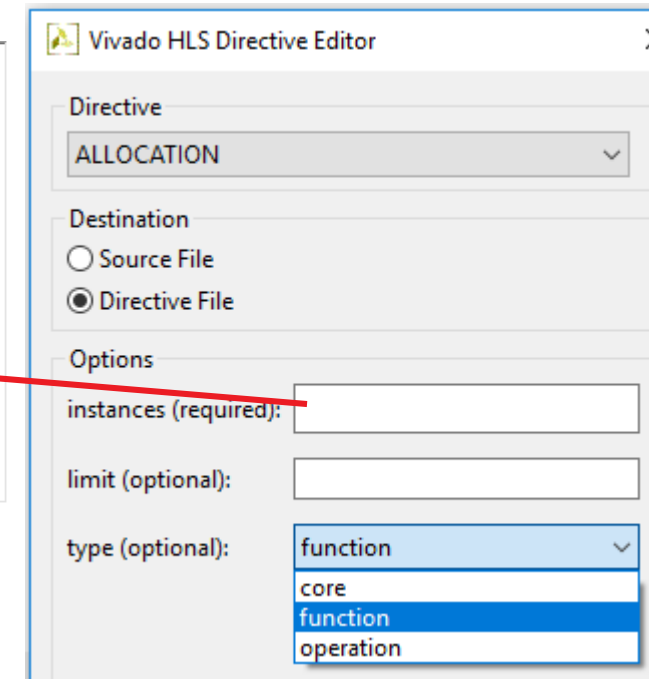 Vivado HLS Directive Editor
Directive
ALLOCATION
Destination
Source File
Directive File
Options
instances (required):
limit (optional):
type (optional): function
core
function
operation